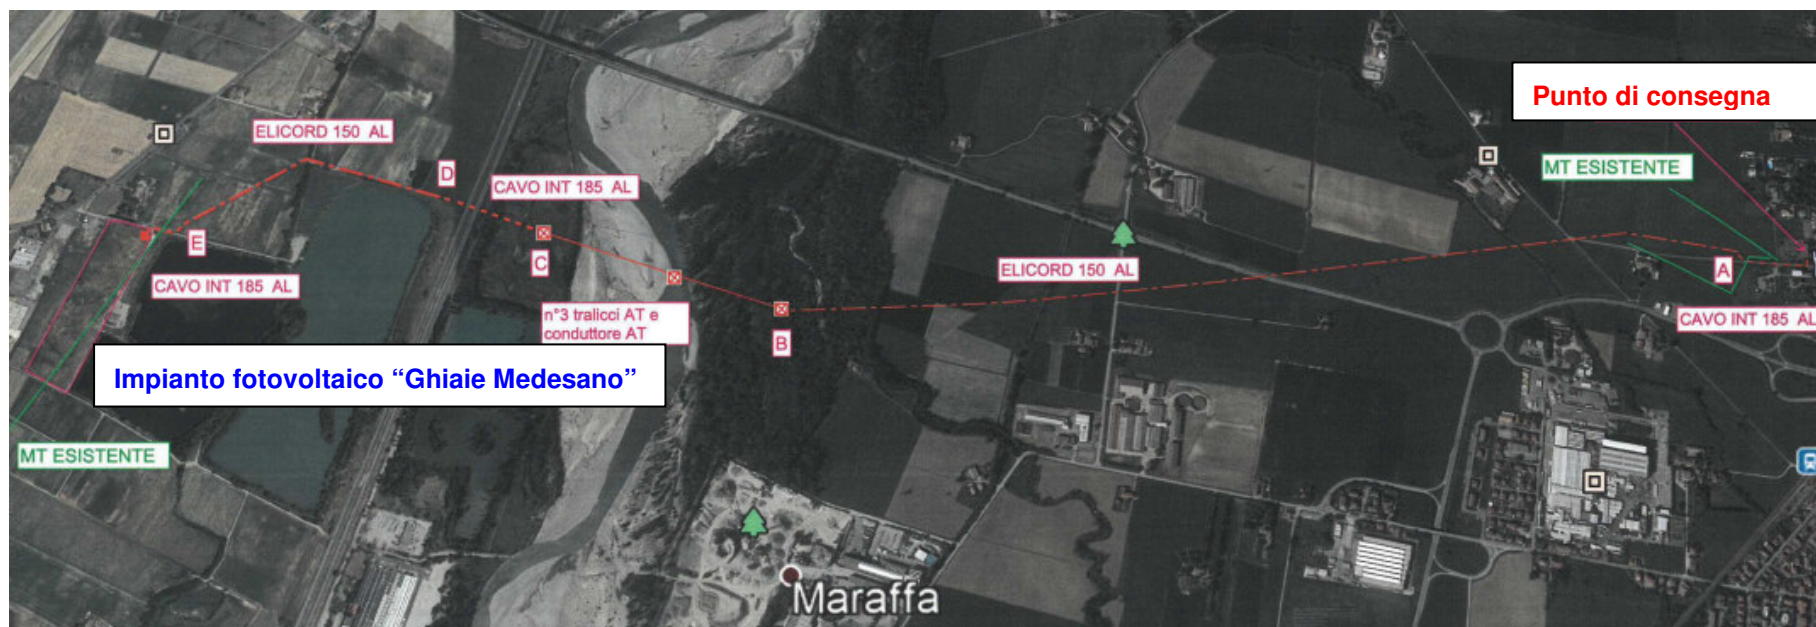 Punto di consegna
ELICORD 150 AL
D
MT ESISTENTE
CAVO INT 185 AL
E
C
A
ELICORD 150 AL
CAVO INT 185 AL
n°3 tralicci AT e
conduttore AT
CAVO INT 185 AL
B
Impianto fotovoltaico “Ghiaie Medesano”
MT ESISTENTE
Maraffa